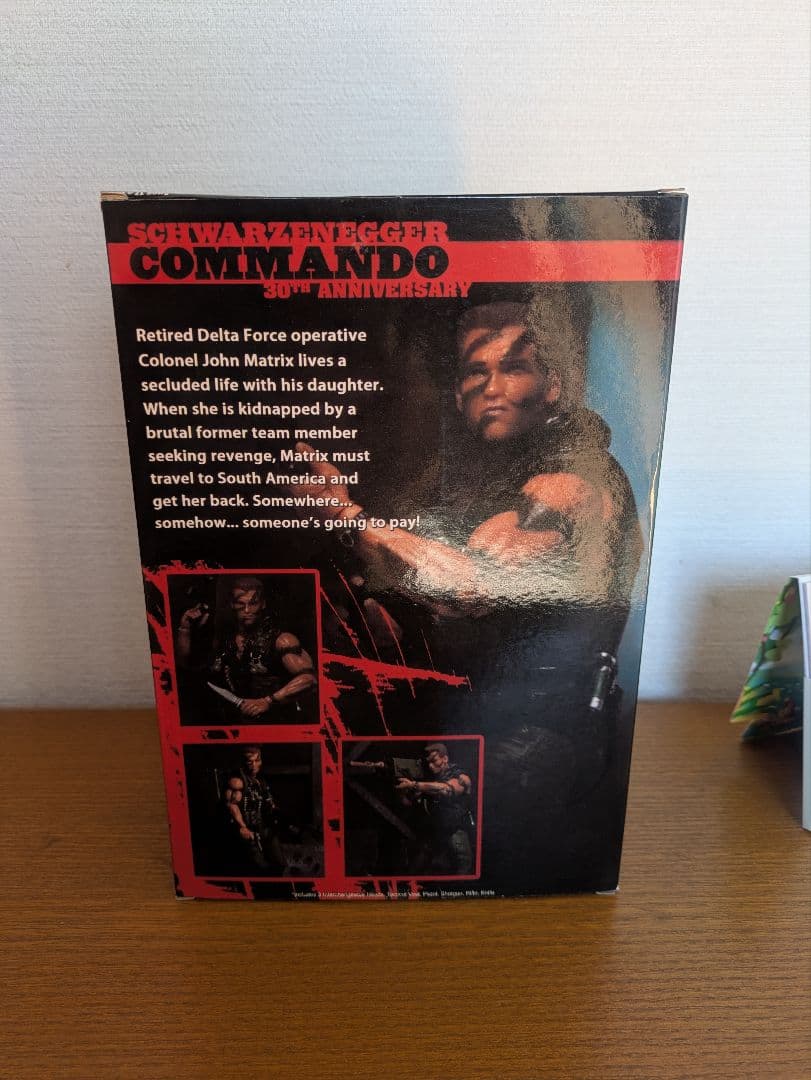 SCHWARZENEGGER
COMMANDO
30TH ANNIVERSARY
Retired Delta Force operative
Colonel John Matrix lives a
secluded life with his daughter.
When she is kidnapped by a
brutal former team member
seeking revenge, Matrix must
travel to South America and
get her back. Somewhere...
somehow... someone's going to pay!